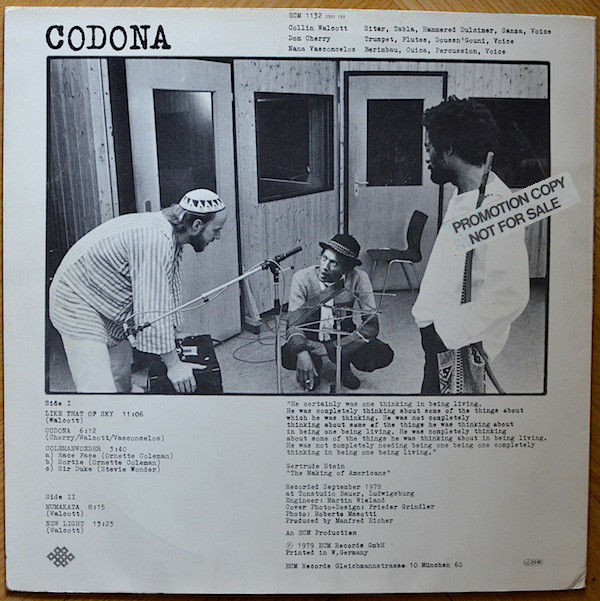 CODONA
ECM 1132 2301 132
Collin Walcott Sitar, Tabla, Hammered Dulcimer, Sanza, Voice
Don Cherry Trumpet, Flutes, Doussn'Gouni, Voice
Nana Vasconcelos Berimbau, Cuica, Percussion, Voice
PROMOTION COPY
NOT FOR SALE
Side I
LIKE THAT OF SKY 11:06
(Walcott)
CODONA 6:12
(Cherry/Walcott/Vasconcelos)
COLEMANWONDER 3:40
a) Race Face (Ornette Coleman)
b) Sortie (Ornette Coleman)
c) Sir Duke (Stevie Wonder)
Side II
MUMAKATA 8:15
(Walcott)
NEW LIGHT 13:23
(Walcott)
"He certainly was one thinking in being living.
He was completely thinking about some of the things about
which he was thinking. He was not completely
thinking about some of the things he was thinking about
in being one being living. He was completely thinking
about some of the things he was thinking about in being living.
He was not completely needing being one being one completely
thinking in being living."
Gertrude Stein
"The Making of Americans"
Recorded September 1978
at Tonstudio Bauer, Ludwigsburg
Engineer: Martin Wieland
Cover Photo+Design: Frieder Grindler
Photo: Roberto Masotti
Produced by Manfred Eicher
An ECM Production
℗ 1979 ECM Records GmbH
Printed in W.Germany
ECM Records Gleichmannstrasse 10 München 60